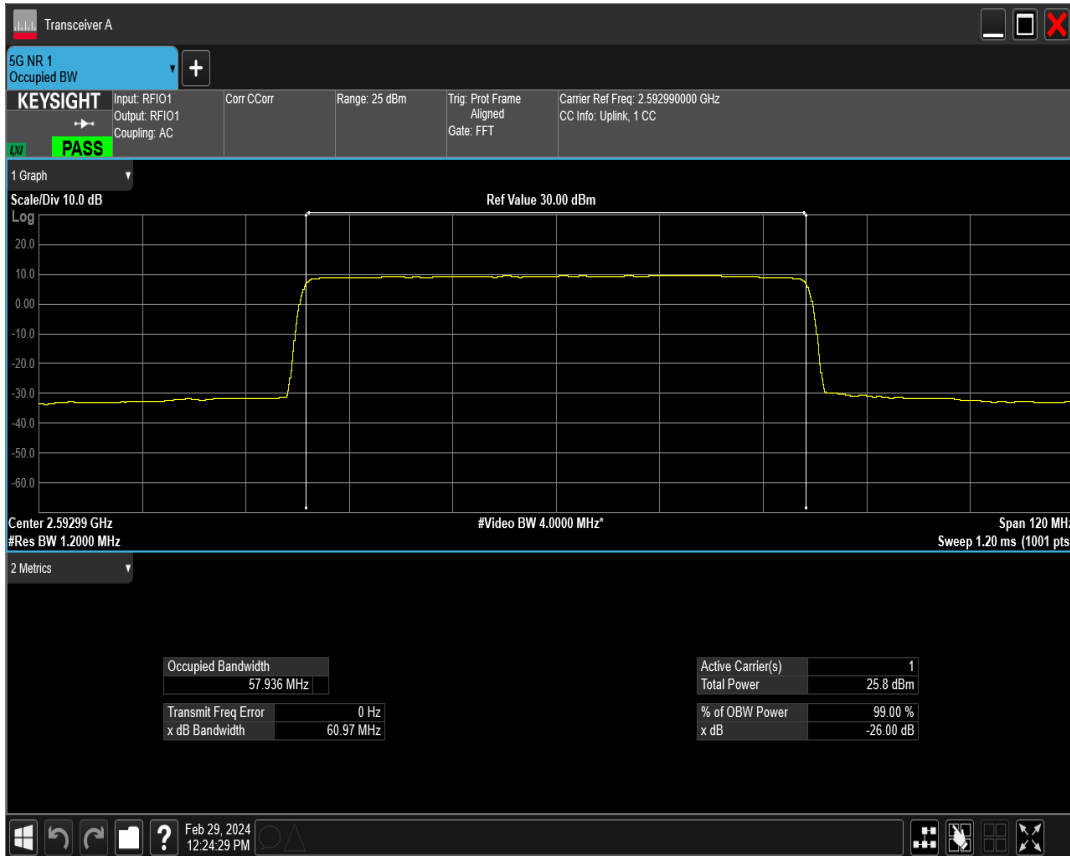 Transceiver A
5G NR 1
Occupied BW
KEYSIGHT
LXI
PASS
Input: RFIO1
Output: RFIO1
Coupling: AC
Corr CCorr
Range: 25 dBm
Trig: Prot Frame
Aligned
Gate: FFT
Carrier Ref Freq: 2.592990000 GHz
CC Info: Uplink, 1 CC
1 Graph
Scale/Div 10.0 dB
Ref Value 30.00 dBm
Log
20.0
10.0
0.00
-10.0
-20.0
-30.0
-40.0
-50.0
-60.0
Center 2.59299 GHz
#Video BW 4.0000 MHz*
Span 120 MHz
#Res BW 1.2000 MHz
Sweep 1.20 ms (1001 pts
2 Metrics
Occupied Bandwidth
57.936 MHz
Transmit Freq Error 0 Hz
x dB Bandwidth 60.97 MHz
Active Carrier(s) 1
Total Power 25.8 dBm
% of OBW Power 99.00 %
x dB -26.00 dB
?
Feb 29, 2024
12:24:29 PM